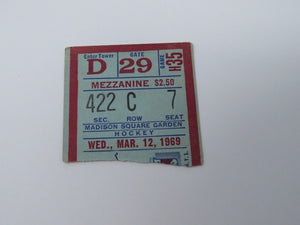 Enter Tower GATE GAME
D 29 H35
MEZZANINE $2.50
422 C 7
SEC. ROW SEAT
MADISON SQUARE GARDEN
HOCKEY
WED., MAR. 12, 1969